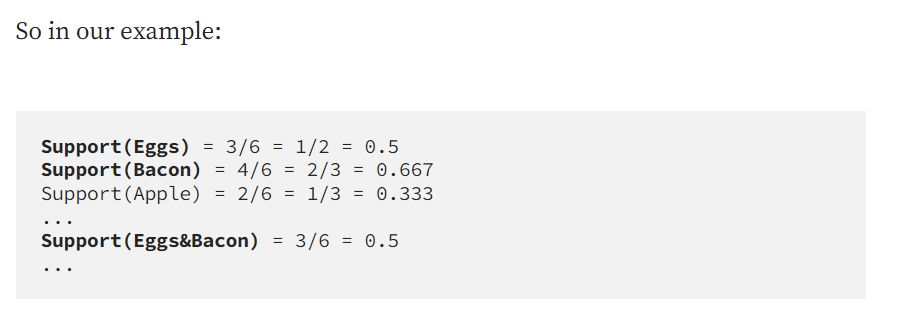 So in our example:
Support(Eggs) = 3/6 = 1/2 = 0.5
Support(Bacon) = 4/6 = 2/3 = 0.667
Support(Apple) = 2/6 = 1/3 = 0.333
...
Support(Eggs&Bacon) = 3/6 = 0.5
...